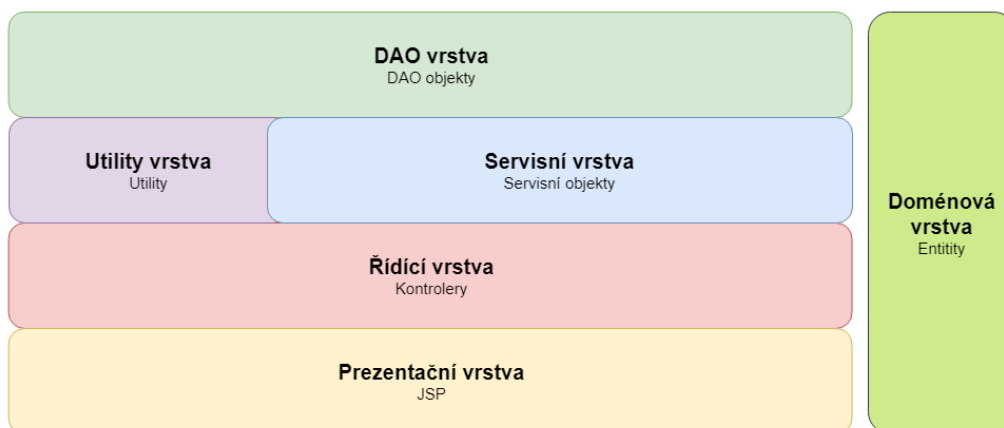 DAO vrstva
DAO objekty
Utility vrstva
Utility
Servisní vrstva
Servisní objekty
Řídící vrstva
Kontrolery
Prezentační vrstva
JSP
Doménová
vrstva
Entitity